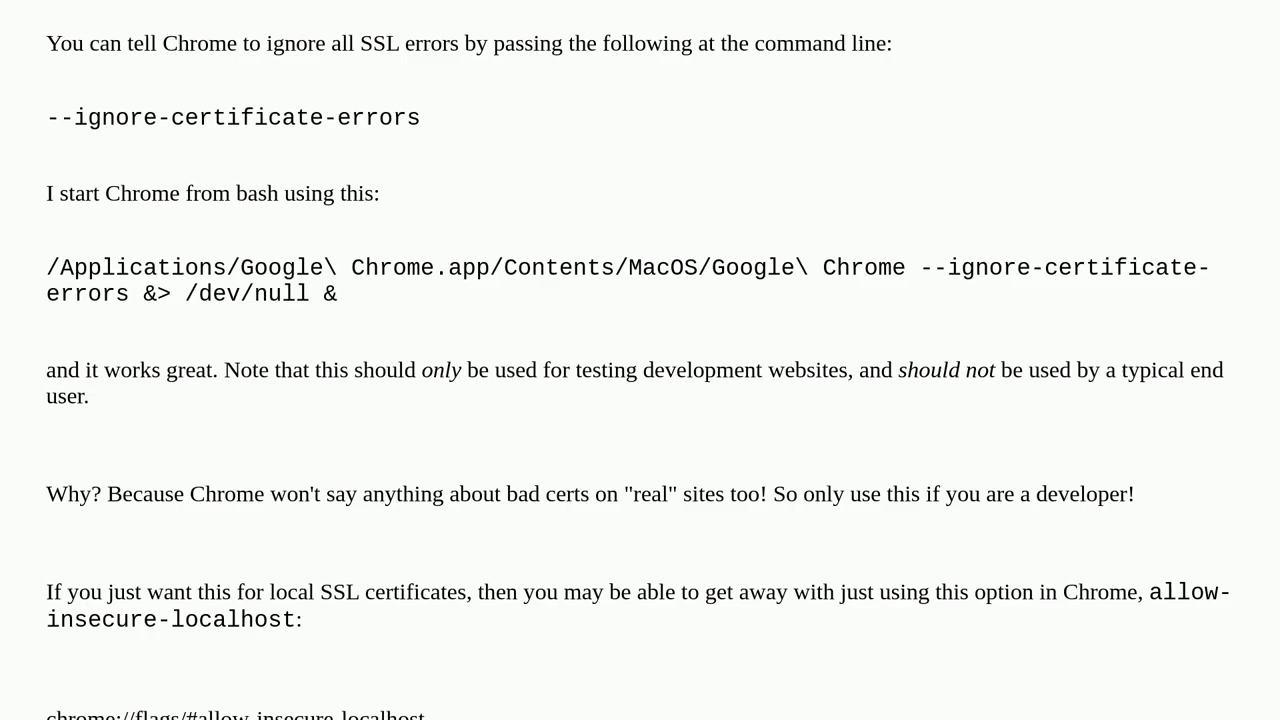 You can tell Chrome to ignore all SSL errors by passing the following at the command line:
--ignore-certificate-errors
I start Chrome from bash using this:
/Applications/Google\ Chrome.app/Contents/MacOS/Google\ Chrome --ignore-certificate-
errors &> /dev/null &
and it works great. Note that this should only be used for testing development websites, and should not be used by a typical end
user.
Why? Because Chrome won't say anything about bad certs on "real" sites too! So only use this if you are a developer!
If you just want this for local SSL certificates, then you may be able to get away with just using this option in Chrome, allow-
insecure-localhost:
chrome://flags/#allow-insecure-localhost